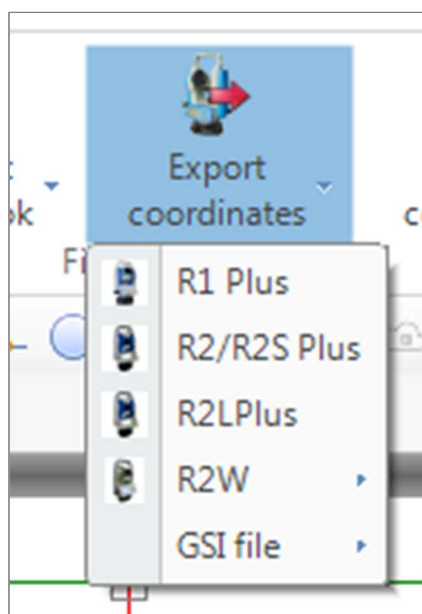 Export
coordinates
R1 Plus
R2/R2S Plus
R2LPlus
R2W
GSI file